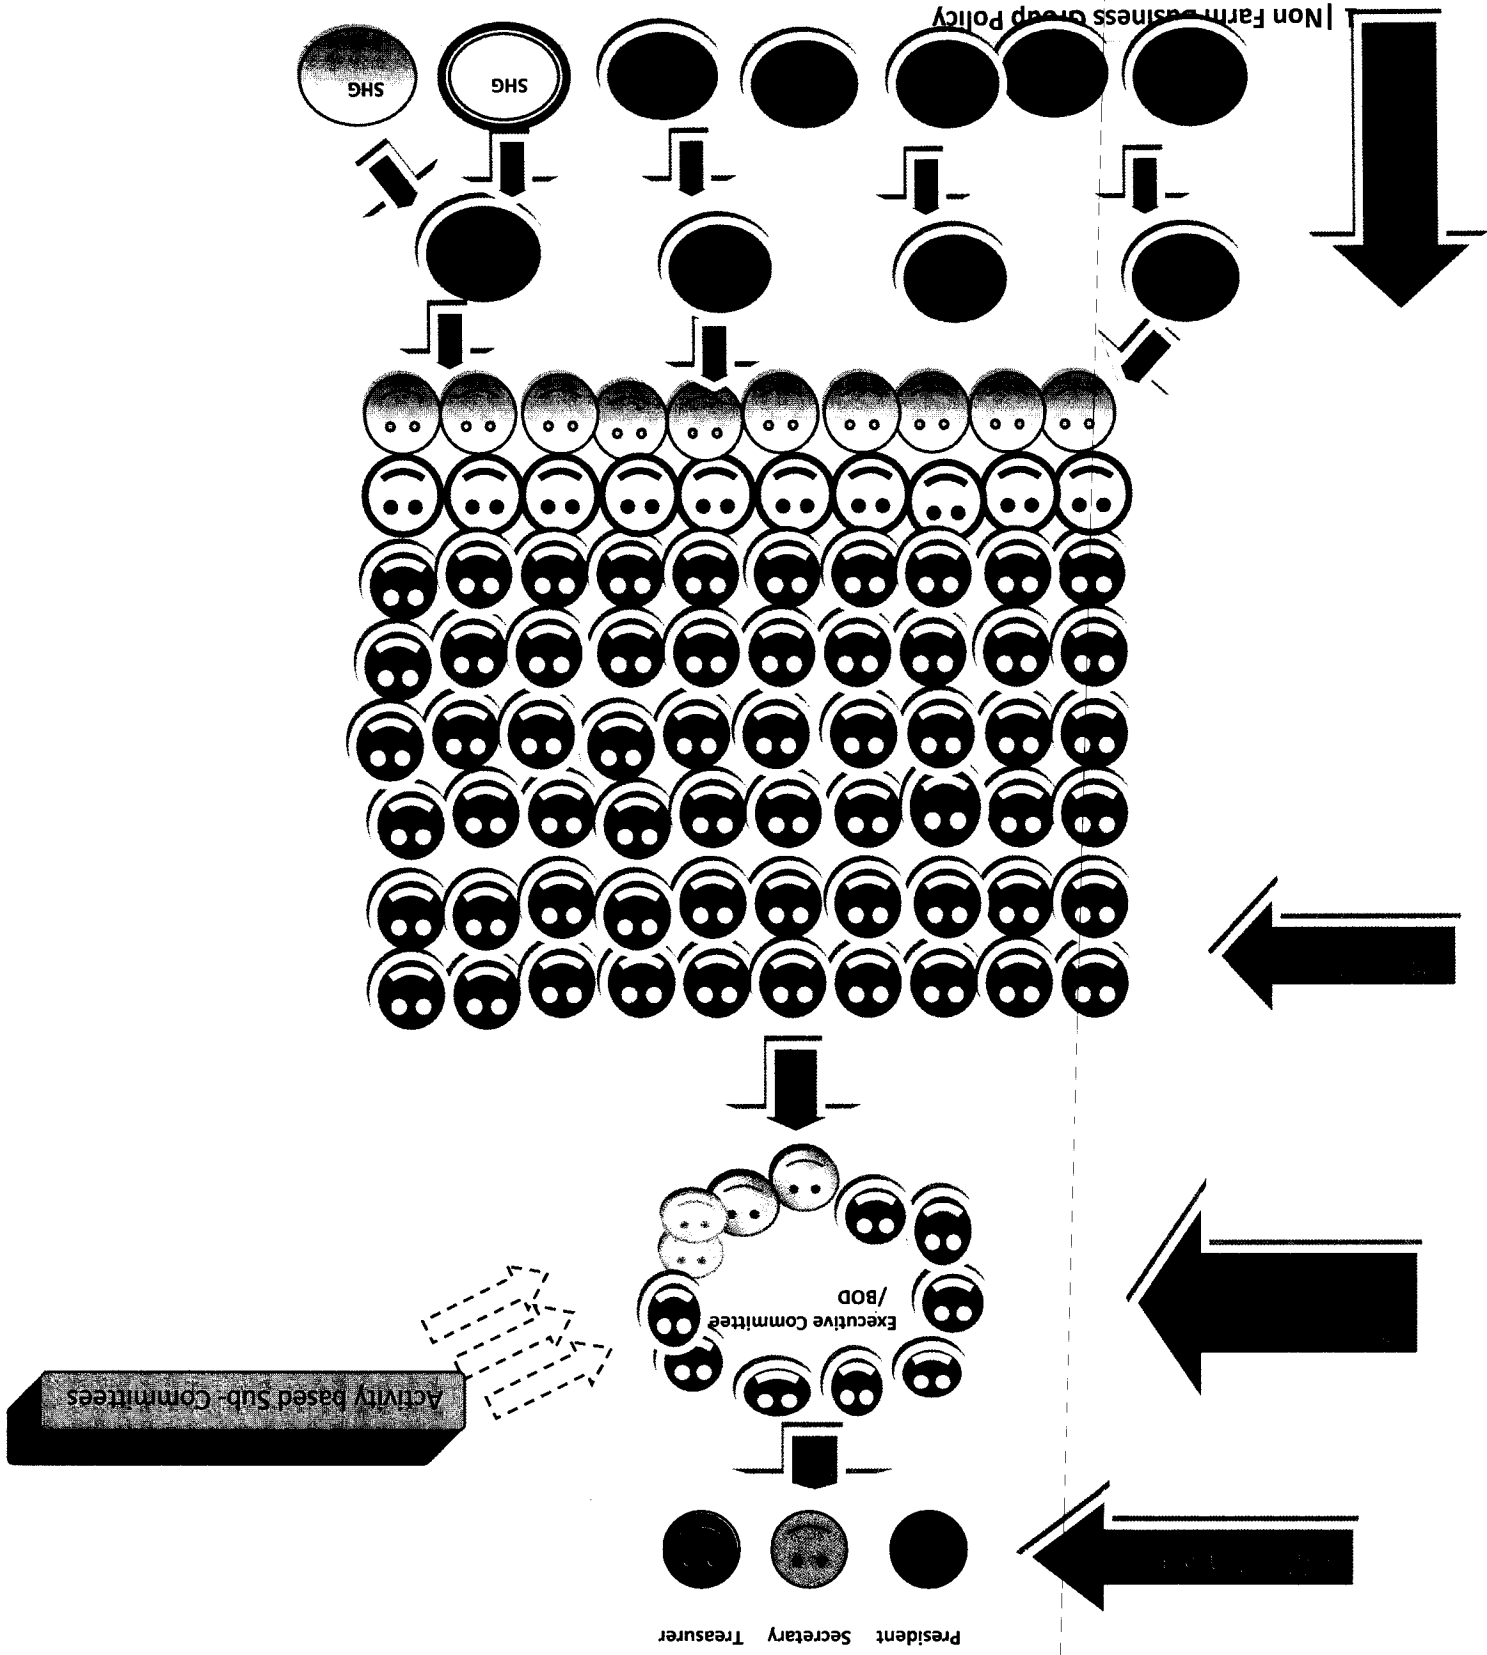 President Secretary Treasurer
Activity based Sub- Committees
Executive Committee
/BOD
SHG
SHG
| Non Farm Business Group Policy